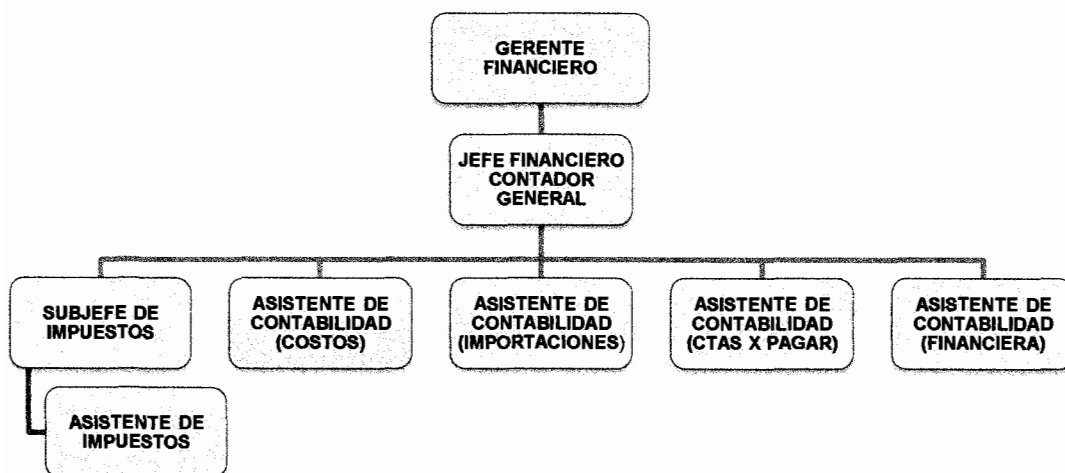 GERENTE
FINANCIERO
JEFE FINANCIERO
CONTADOR
GENERAL
SUBJEFE DE
IMPUESTOS
ASISTENTE DE
CONTABILIDAD
(COSTOS)
ASISTENTE DE
CONTABILIDAD
(IMPORTACIONES)
ASISTENTE DE
CONTABILIDAD
(CTAS X PAGAR)
ASISTENTE DE
CONTABILIDAD
(FINANCIERA)
ASISTENTE DE
IMPUESTOS